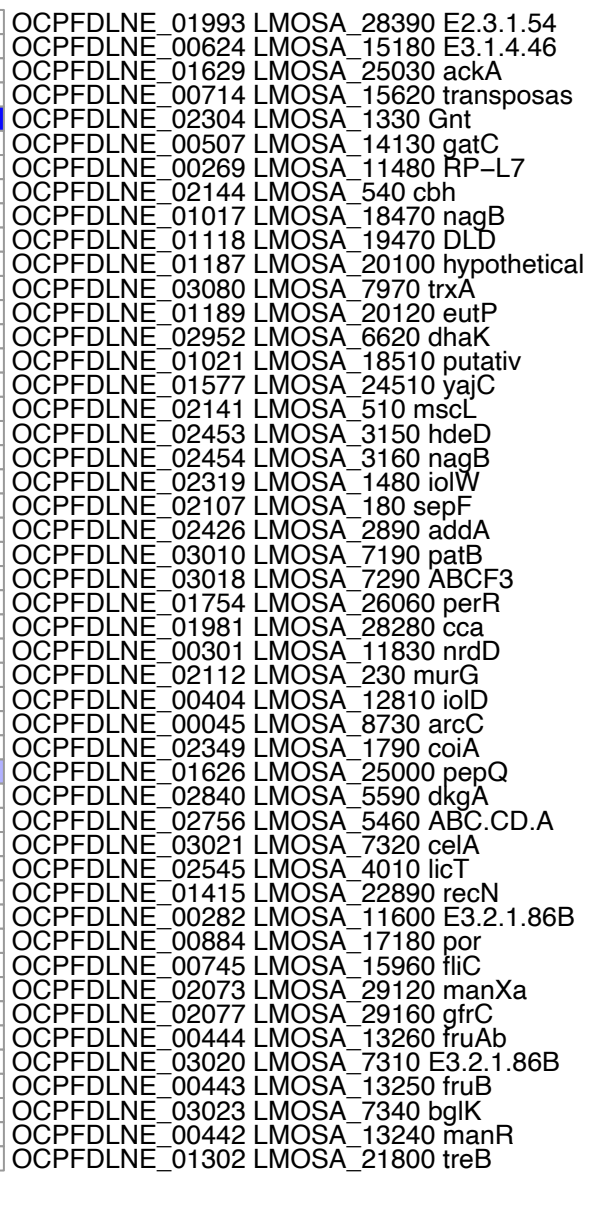 OCPFDLNE_01993 LMOSA_28390 E2.3.1.54
OCPFDLNE_00624 LMOSA_15180 E3.1.4.46
OCPFDLNE_01629 LMOSA_25030 ackA
OCPFDLNE_00714 LMOSA_15620 transposas
OCPFDLNE_02304 LMOSA_1330 Gnt
OCPFDLNE_00507 LMOSA_14130 gatC
OCPFDLNE_00269 LMOSA_11480 RP−L7
OCPFDLNE_02144 LMOSA_540 cbh
OCPFDLNE_01017 LMOSA_18470 nagB
OCPFDLNE_01118 LMOSA_19470 DLD
OCPFDLNE_01187 LMOSA_20100 hypothetical
OCPFDLNE_03080 LMOSA_7970 trxA
OCPFDLNE_01189 LMOSA_20120 eutP
OCPFDLNE_02952 LMOSA_6620 dhaK
OCPFDLNE_01021 LMOSA_18510 putativ
OCPFDLNE_01577 LMOSA_24510 yajC
OCPFDLNE_02141 LMOSA_510 mscL
OCPFDLNE_02453 LMOSA_3150 hdeD
OCPFDLNE_02454 LMOSA_3160 nagB
OCPFDLNE_02319 LMOSA_1480 iolW
OCPFDLNE_02107 LMOSA_180 sepF
OCPFDLNE_02426 LMOSA_2890 addA
OCPFDLNE_03010 LMOSA_7190 patB
OCPFDLNE_03018 LMOSA_7290 ABCF3
OCPFDLNE_01754 LMOSA_26060 perR
OCPFDLNE_01981 LMOSA_28280 cca
OCPFDLNE_00301 LMOSA_11830 nrdD
OCPFDLNE_02112 LMOSA_230 murG
OCPFDLNE_00404 LMOSA_12810 iolD
OCPFDLNE_00045 LMOSA_8730 arcC
OCPFDLNE_02349 LMOSA_1790 coiA
OCPFDLNE_01626 LMOSA_25000 pepQ
OCPFDLNE_02840 LMOSA_5590 dkgA
OCPFDLNE_02756 LMOSA_5460 ABC.CD.A
OCPFDLNE_03021 LMOSA_7320 celA
OCPFDLNE_02545 LMOSA_4010 licT
OCPFDLNE_01415 LMOSA_22890 recN
OCPFDLNE_00282 LMOSA_11600 E3.2.1.86B
OCPFDLNE_00884 LMOSA_17180 por
OCPFDLNE_00745 LMOSA_15960 fliC
OCPFDLNE_02073 LMOSA_29120 manXa
OCPFDLNE_02077 LMOSA_29160 gfrC
OCPFDLNE_00444 LMOSA_13260 fruAb
OCPFDLNE_03020 LMOSA_7310 E3.2.1.86B
OCPFDLNE_00443 LMOSA_13250 fruB
OCPFDLNE_03023 LMOSA_7340 bglK
OCPFDLNE_00442 LMOSA_13240 manR
OCPFDLNE_01302 LMOSA_21800 treB